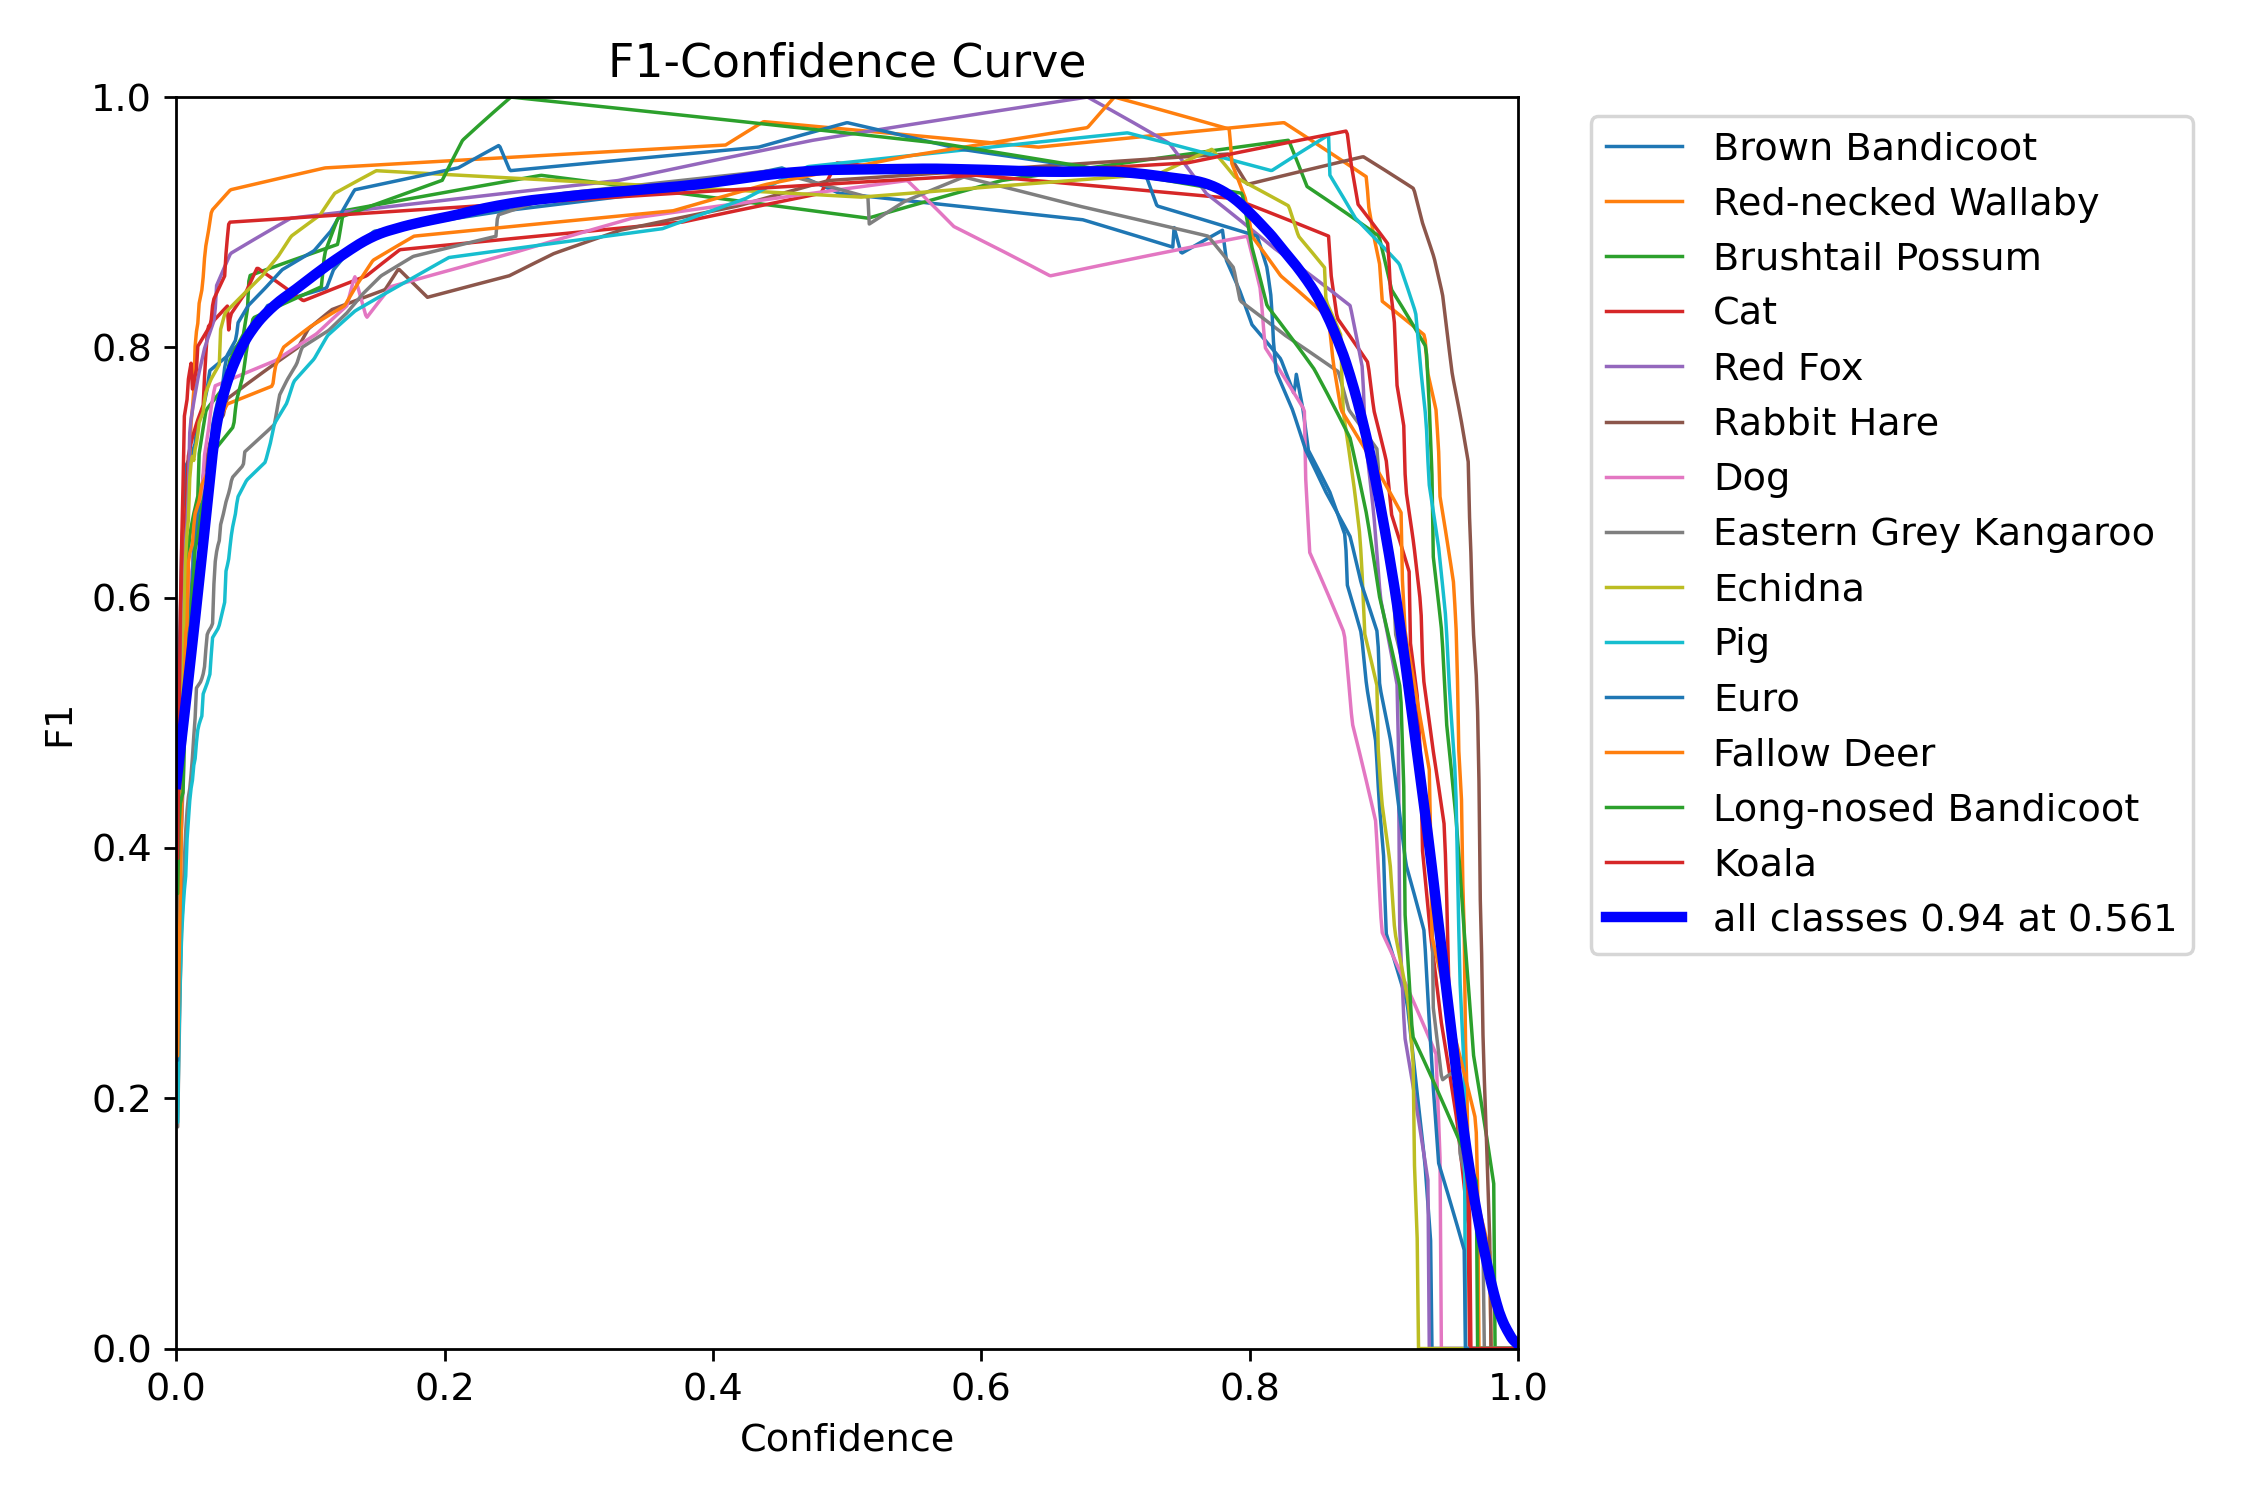 F1-Confidence Curve
1.0
0.8
0.6
0.4
0.2
0.0
F1
0.0 0.2 0.4 0.6 0.8 1.0
Confidence
Brown Bandicoot
Red-necked Wallaby
Brushtail Possum
Cat
Red Fox
Rabbit Hare
Dog
Eastern Grey Kangaroo
Echidna
Pig
Euro
Fallow Deer
Long-nosed Bandicoot
Koala
all classes 0.94 at 0.561